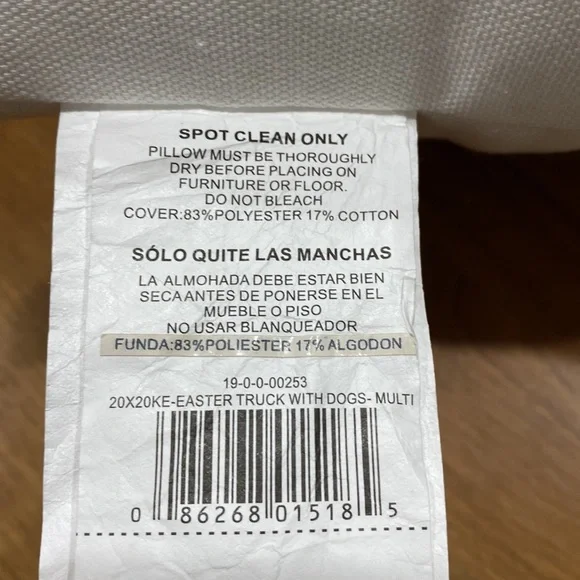 SPOT CLEAN ONLY
PILLOW MUST BE THOROUGHLY
DRY BEFORE PLACING ON
FURNITURE OR FLOOR.
DO NOT BLEACH
COVER:83%POLYESTER 17% COTTON
SÓLO QUITE LAS MANCHAS
LA ALMOHADA DEBE ESTAR BIEN
SECA ANTES DE PONERSE EN EL
MUEBLE O PISO
NO USAR BLANQUEADOR
FUNDA:83%POLIESTER 17% ALGODON
19-0-0-00253
20X20KE-EASTER TRUCK WITH DOGS- MULTI
0 86268 01518 5